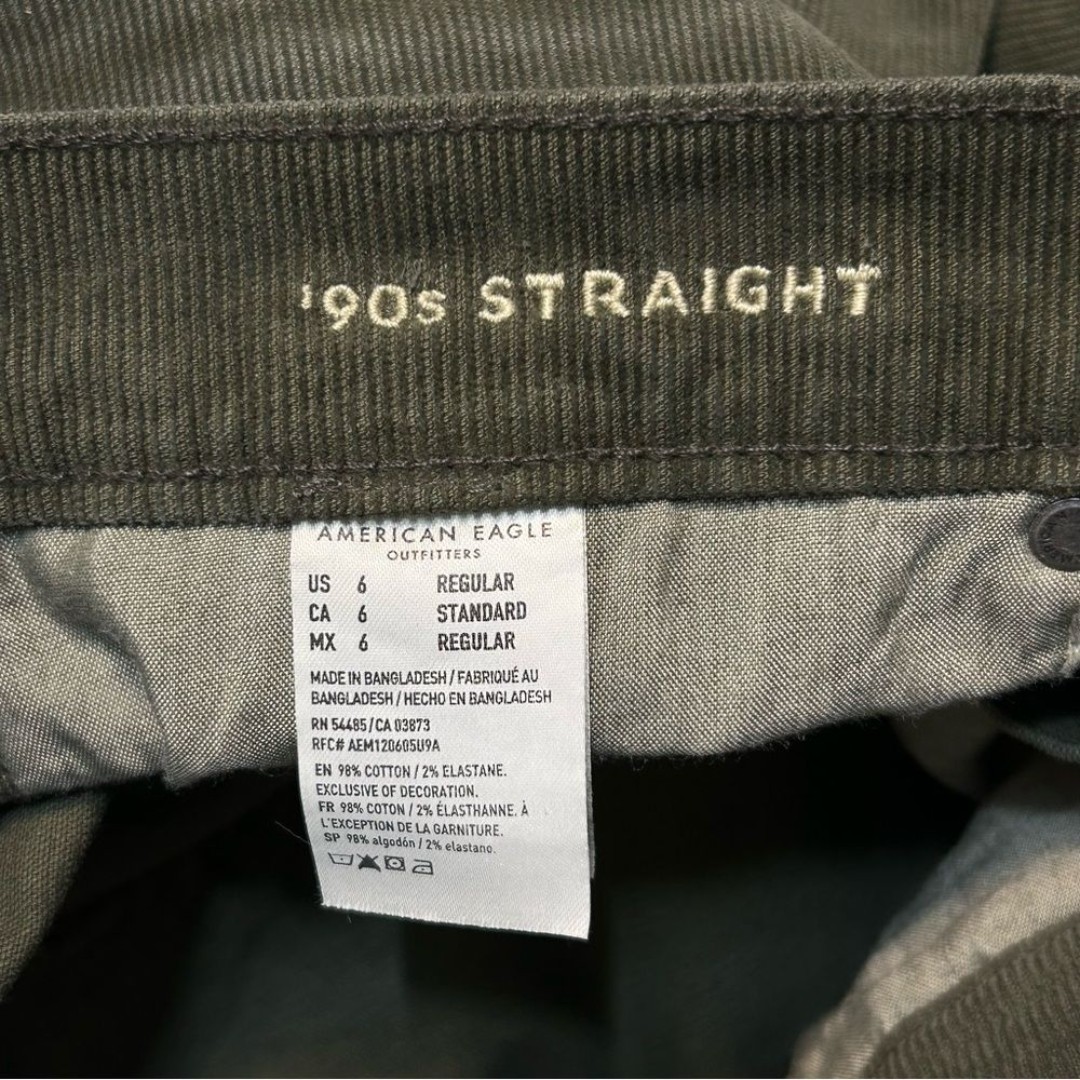 '90s STRAIGHT
AMERICAN EAGLE
OUTFITTERS
US 6 REGULAR
CA 6 STANDARD
MX 6 REGULAR
MADE IN BANGLADESH / FABRIQUÉ AU
BANGLADESH / HECHO EN BANGLADESH
RN 54485/CA 03873
RFC# AEM120605U9A
EN 98% COTTON / 2% ELASTANE.
EXCLUSIVE OF DECORATION.
FR 98% COTON / 2% ÉLASTHANNE. À
L'EXCEPTION DE LA GARNITURE.
SP 98% algodón / 2% elastano.